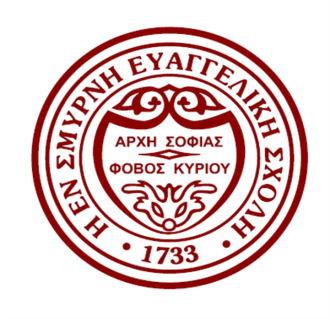 Η ΕΝ ΣΜΥΡΝΗ ΕΥΑΓΓΕΛΙΚΗ ΣΧΟΛΗ
ΑΡΧΗ ΣΟΦΙΑΣ
ΦΟΒΟΣ ΚΥΡΙΟΥ
• 1733 •